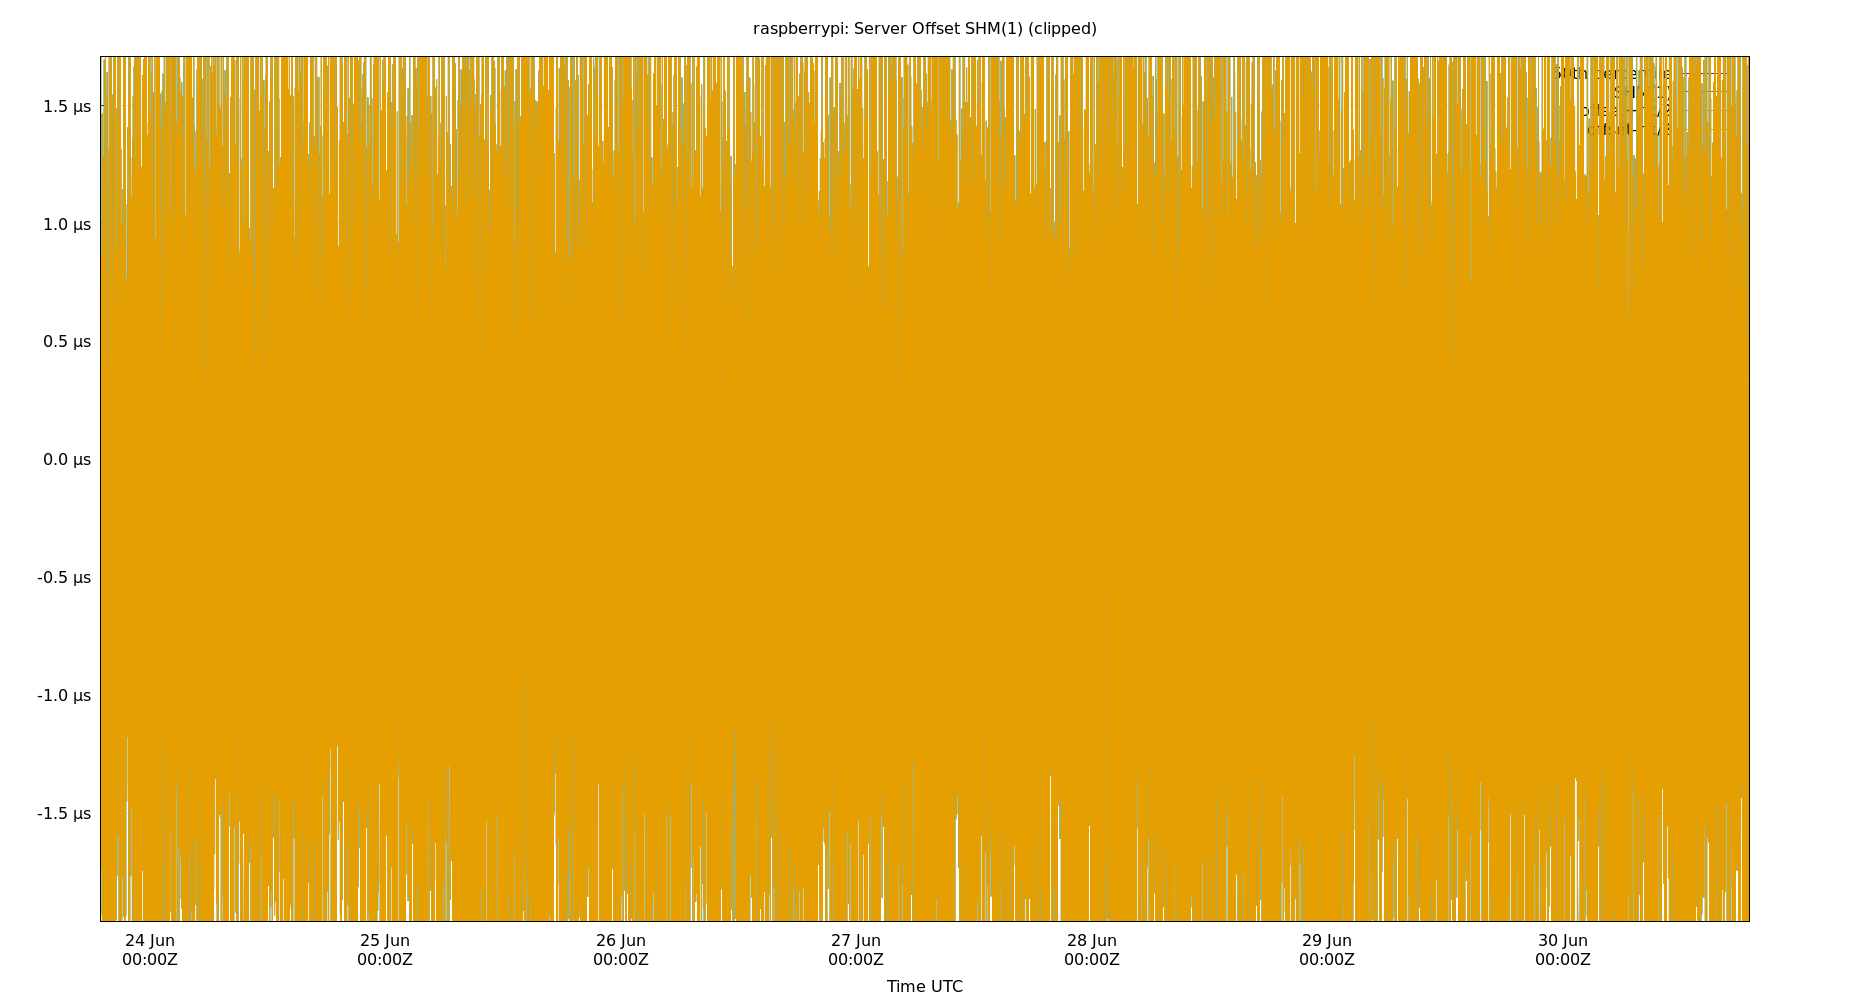 raspberrypi: Server Offset SHM(1) (clipped)
1.5 µs
1.0 µs
0.5 µs
0.0 µs
-0.5 µs
-1.0 µs
-1.5 µs
24 Jun 25 Jun 26 Jun 27 Jun 28 Jun 29 Jun 30 Jun
00:00Z 00:00Z 00:00Z 00:00Z 00:00Z 00:00Z 00:00Z
Time UTC